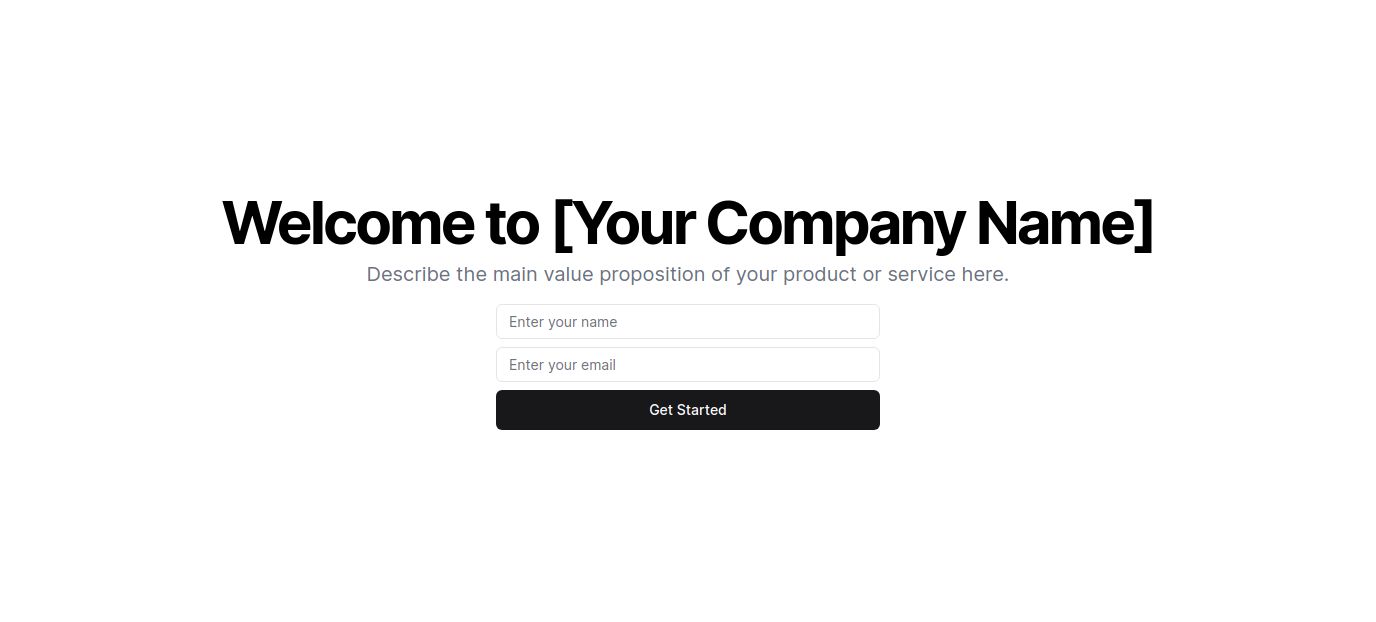 Welcome to [Your Company Name]
Describe the main value proposition of your product or service here.
Enter your name
Enter your email
Get Started